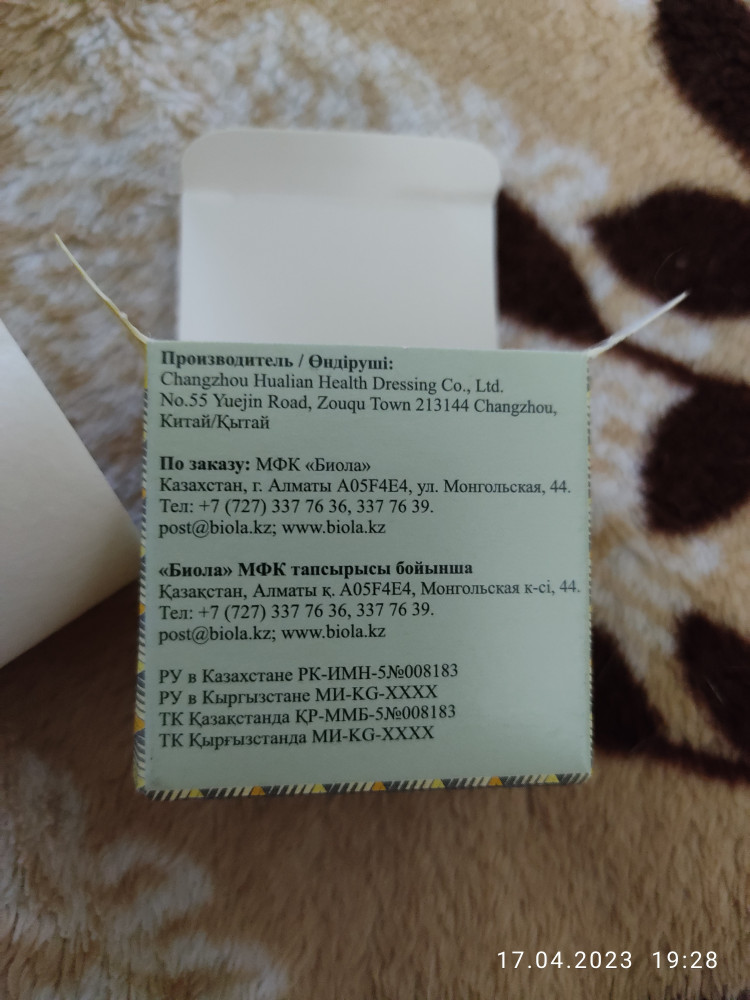 Производитель / Өндіруші:
Changzhou Hualian Health Dressing Co., Ltd.
No.55 Yuejin Road, Zouqu Town 213144 Changzhou,
Китай/Қытай
По заказу: МФК «Биола»
Казахстан, г. Алматы A05F4E4, ул. Монгольская, 44.
Тел: +7 (727) 337 76 36, 337 76 39.
post@biola.kz; www.biola.kz
«Биола» МФК тапсырысы бойынша
Қазақстан, Алматы қ. A05F4E4, Монгольская к-сі, 44.
Тел: +7 (727) 337 76 36, 337 76 39.
post@biola.kz; www.biola.kz
РУ в Казахстане РК-ИМН-5№008183
РУ в Кыргызстане МИ-KG-XXXX
ТК Қазақстанда ҚР-ММБ-5№008183
ТК Қырғызстанда МИ-KG-XXXX
17.04.2023 19:28